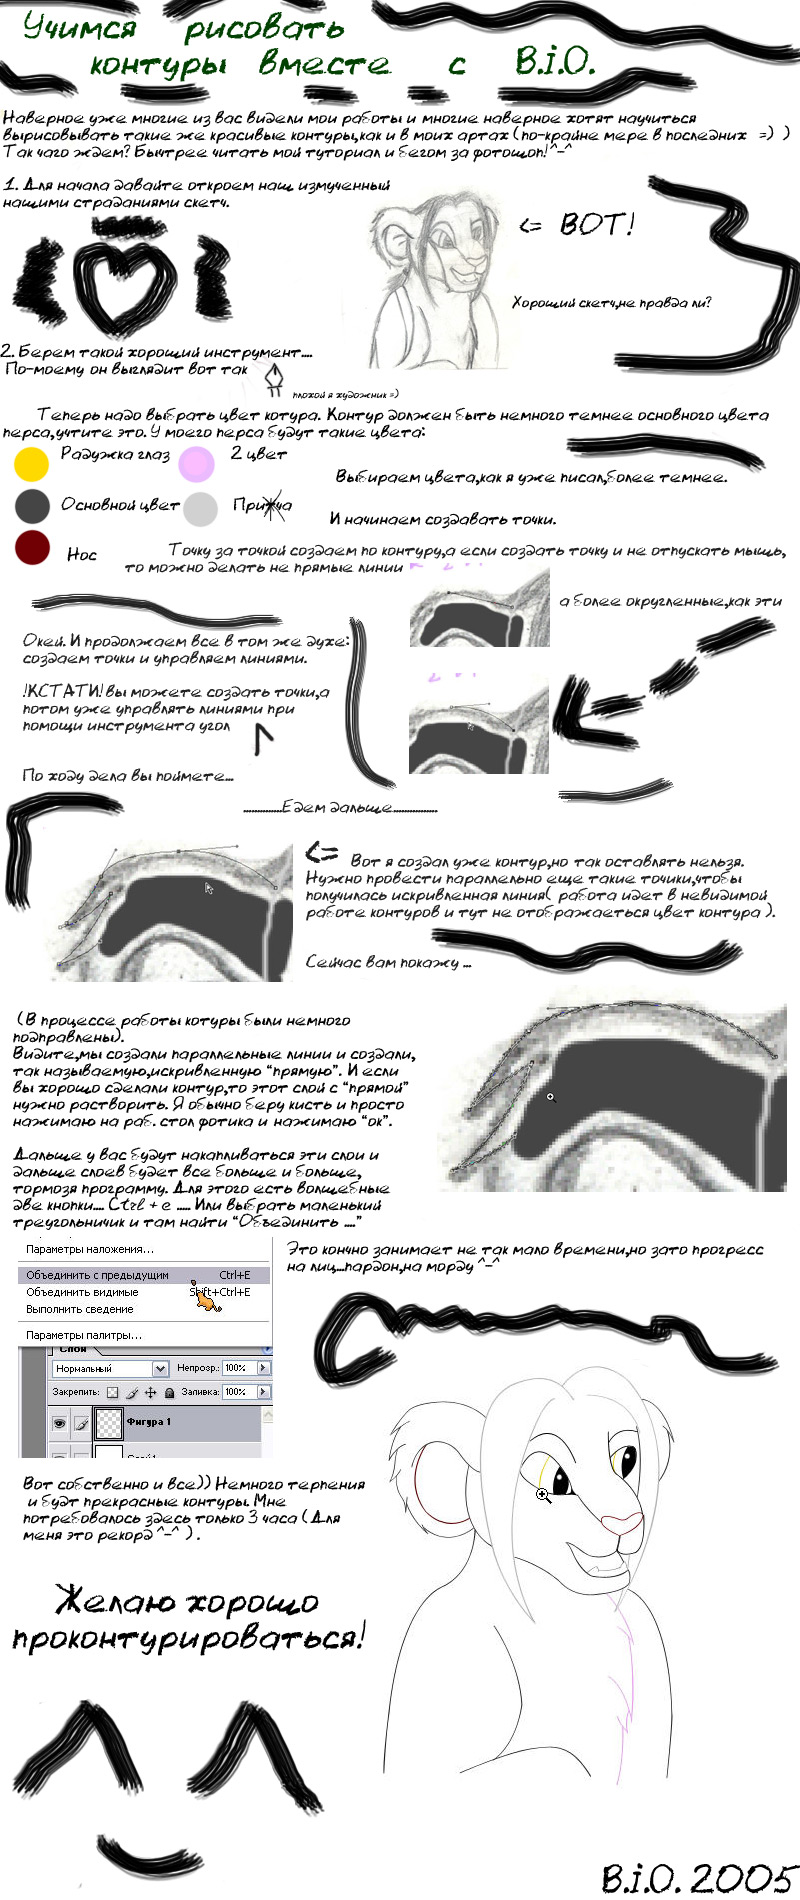 Учимся рисовать
контуры вместе с B.i.O.
Наверное уже многие из вас видели мои работы и многие наверное хотят научиться
вырисовывать такие же красивые контуры,как и в моих артах (по-крайне мере в последних =) )
Так чаго ждем? Быстрее читать мой туториал и бегом за фотошоп!^-^
1. Для начала давайте откроем наш измученный
нашими страданиями скетч.
<= ВОТ!
Хороший скетч,не правда ли?
2. Берем такой хороший инструмент....
По-моему он выглядит вот так
плохой я художник =)
Теперь надо выбрать цвет котура. Контур должен быть немного темнее основного цвета
перса,учтите это. У моего перса будут такие цвета:
Радужка глаз
2 цвет
Выбираем цвета,как я уже писал,более темнее.
Основной цвет
И начинаем создавать точки.
Нос
Точку за точкой создаем по контуру,а если создать точку и не отпускать мышь,
то можно делать не прямые линии
а более округленные,как эти
Окей. И продолжаем все в том же духе:
создаем точки и управляем линиями.
!КСТАТИ! вы можете создать точки,а
потом уже управлять линиями при
помощи инструмента угол
По ходу дела вы поймете...
..............Едем дальше..................
<= Вот я создал уже контур,но так оставлять нельзя.
Нужно провести параллельно еще такие точики,чтобы
получилась искривленная линия( работа идет в невидимой
работе контуров и тут не отображаеться цвет контура ).
Сейчас вам покажу ...
(В процессе работы котуры были немного
подправлены).
Видите,мы создали параллельные линии и создали,
так называемую,искривленную “прямую”. И если
вы хорошо сделали контур,то этот слой с “прямой”
нужно растворить. Я обычно беру кисть и просто
нажимаю на раб. стол фотика и нажимаю “ок”.
Дальше у вас будут накапливаться эти слои и
дальше слоев будет все больше и больше,
тормозя программу. Для этого есть волшебные
две кнопки.... Ctrl + e ..... Или выбрать маленький
треугольничик и там найти “Объединить ....”
Параметры наложения...
Объединить с предыдущим Ctrl+E
Объединить видимые Shift+Ctrl+E
Выполнить сведение
Параметры палитры...
Слои
Нормальный Непрозр.: 100%
Закрепить: Заливка: 100%
Фигура 1
Это кончно занимает не так мало времени,но зато прогресс
на лиц...пардон,на морду ^-^
Вот собственно и все)) Немного терпения
и будт прекрасные контуры. Мне
потребовалось здесь только 3 часа ( Для
меня это рекорд ^-^ ) .
Желаю хорошо
проконтурироваться!
B.i.O. 2005